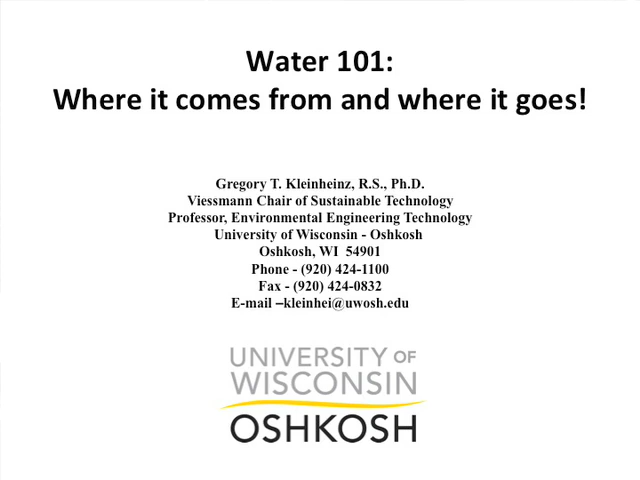 Water 101:
Where it comes from and where it goes!
Gregory T. Kleinheinz, R.S., Ph.D.
Viessmann Chair of Sustainable Technology
Professor, Environmental Engineering Technology
University of Wisconsin - Oshkosh
Oshkosh, WI  54901
Phone - (920) 424-1100
Fax - (920) 424-0832
E-mail –kleinhei@uwosh.edu
UNIVERSITY OF
WISCONSIN
OSHKOSH